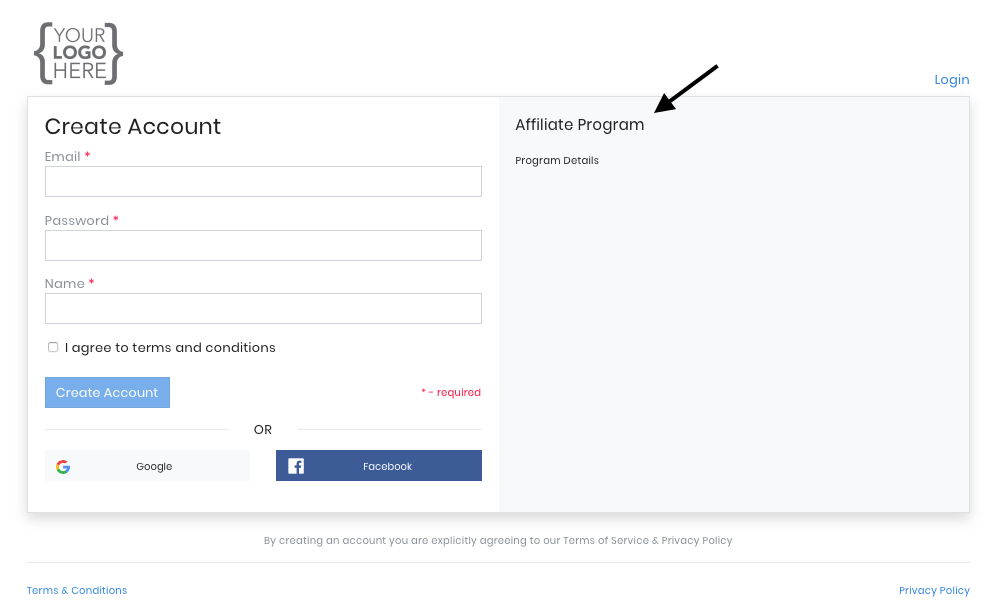 YOUR
LOGO
HERE
Login
Create Account
Email *
Password *
Name *
I agree to terms and conditions
Create Account
* - required
OR
Google
Facebook
Affiliate Program
Program Details
By creating an account you are explicitly agreeing to our Terms of Service & Privacy Policy
Terms & Conditions
Privacy Policy